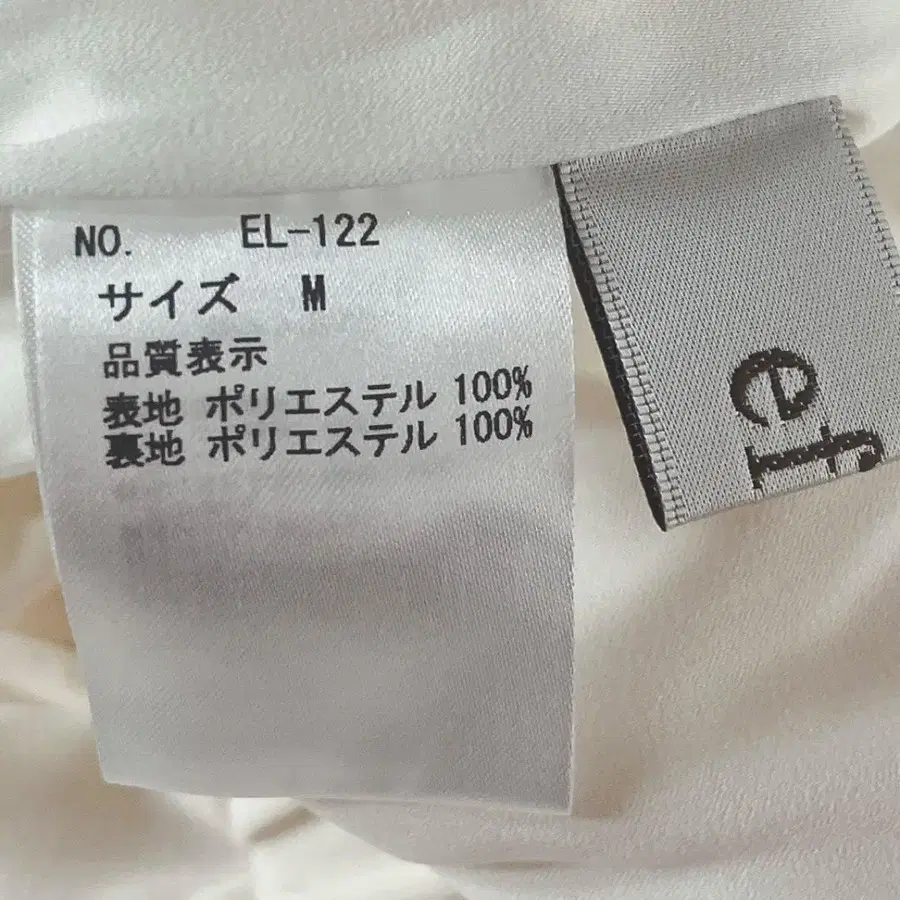 NO. EL-122
サイズ M
品質表示
表地 ポリエステル 100%
裏地 ポリエステル 100%